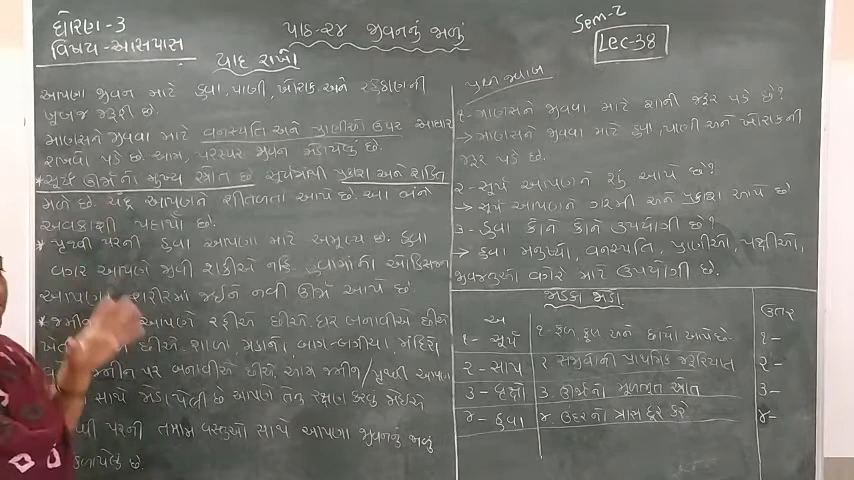 ધોરણ-3
વિષય-આસપાસ
પાઠ-૨૪ જીવનનું જાળું
Sem-2
Lec-38
યાદ રાખો
આપણા જીવન માટે હવા, પાણી, ખોરાક અને રહેઠાણની
ખુબજ જરૂરી છે.
માણસને જીવવા માટે વનસ્પતિ અને પ્રાણીઓ ઉપર આધાર
રાખવો પડે છે. આમ, પરસ્પર જીવન સંકળાયેલું છે.
*સૂર્ય ઊર્જાનો મુખ્ય સ્રોત છે સૂર્યમાંથી પ્રકાશ અને શક્તિ
મળે છે. ચંદ્ર આપણને શીતળતા આપે છે. આ બંને
અવકાશી પદાર્થો છે.
* પૃથ્વી પરની હવા આપણા માટે અમૂલ્ય છે. હવા
વગર આપણે જીવી શકીએ નહિ. હવામાંનો ઓક્સિજન
આપણા શરીરમાં જઈને નવી ઊર્જા આપે છે.
*જમીન આપણે રહીએ છીએ. ઘર બનાવીએ છીએ
છીએ. શાળા મકાનો, બાગ-બગીચા, મંદિરો
જમીન પર બનાવીએ છીએ. આમ જમીન/પૃથ્વી આપણા
સાથે છે આપણે તેનું રક્ષણ કરવું જોઈએ
પરની તમામ વસ્તુઓ સાથે આપણા જીવનનું જાળું
છે.
પ્રશ્ન જવાબ
૧-માણસને જીવવા માટે શાની જરૂર પડે છે?
→ માણસને જીવવા માટે હવા, પાણી અને ખોરાકની
જરૂર પડે છે.
૨-સૂર્ય આપણને શું આપે છે?
→ સૂર્ય આપણને ગરમી અને પ્રકાશ આપે છે
૩-હવા કોને કોને ઉપયોગી છે?
→ હવા મનુષ્યો, વનસ્પતિ, પ્રાણીઓ, પક્ષીઓ,
જીવજંતુઓ વગેરે માટે ઉપયોગી છે.
જોડકા જોડો
અ
ઉત્તર
૧-સૂર્ય ૧-ફળ, ફૂલ અને છાંયો આપે છે. ૧-
૨-સાપ ૨ સજીવોની પ્રાથમિક જરૂરિયાત ૨-
૩-વૃક્ષો ૩. ઊર્જાનો મૂળભૂત સ્રોત ૩-
૪-હવા ૪. ઉંદરનો ત્રાસ દૂર કરે ૪-